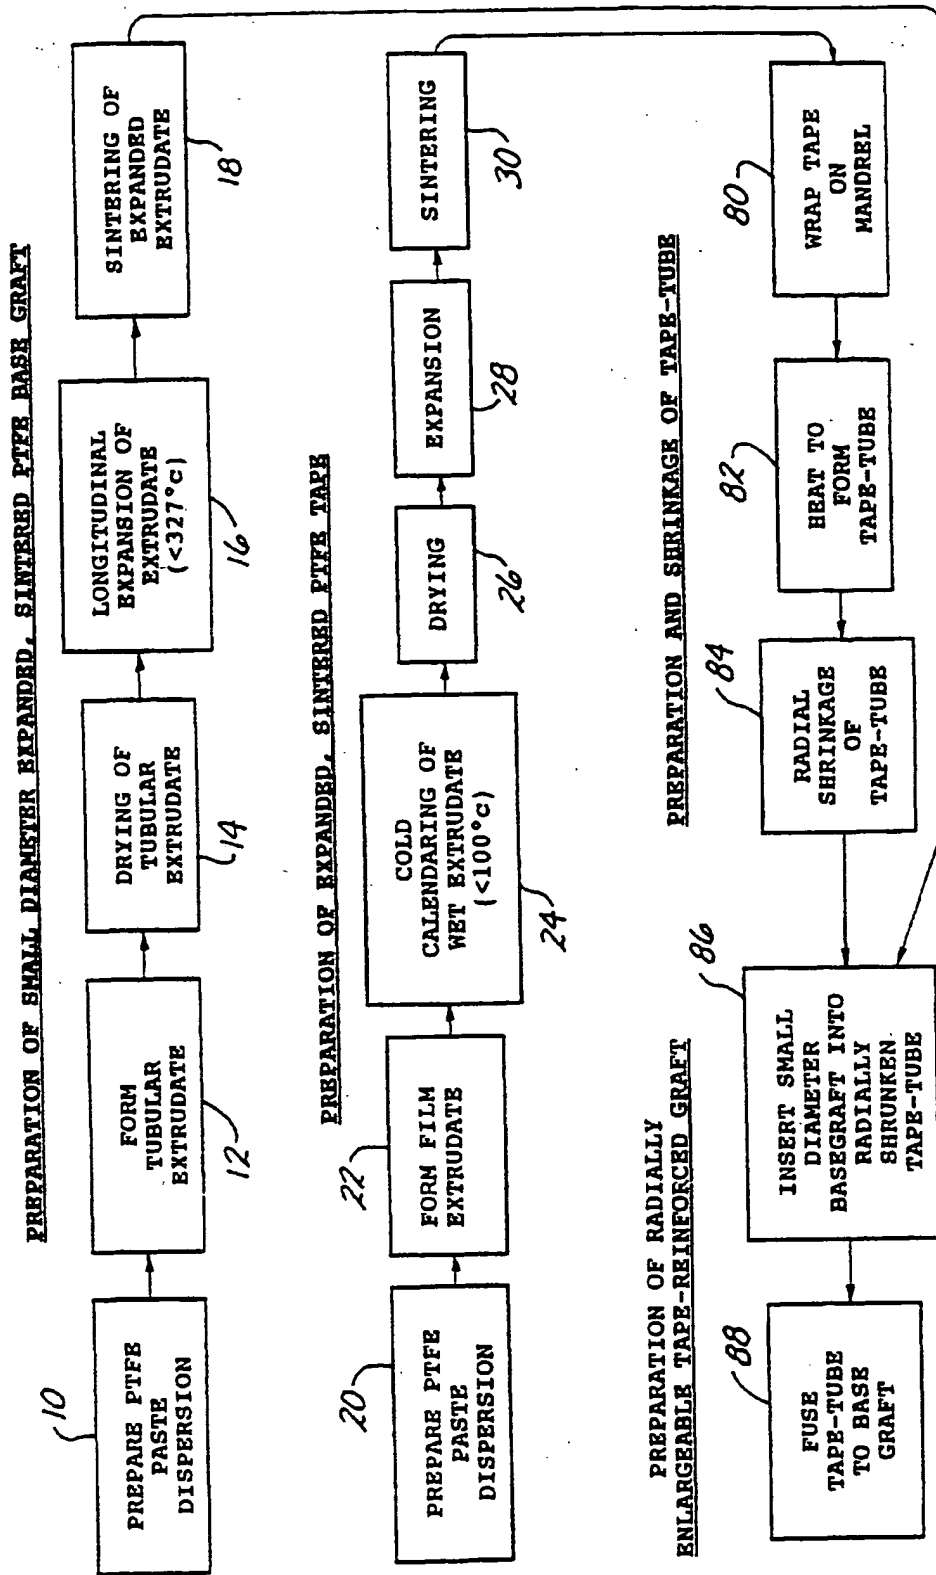 PREPARATION OF SMALL DIAMETER EXPANDED, SINTERED PTFE BASE GRAFT
10
PREPARE PTFE
PASTE
DISPERSION
FORM
TUBULAR
EXTRUDATE
12
DRYING OF
TUBULAR
EXTRUDATE
14
LONGITUDINAL
EXPANSION OF
EXTRUDATE
(<327°c)
16
SINTERING OF
EXPANDED
EXTRUDATE
18
PREPARATION OF EXPANDED, SINTERED PTFE TAPE
20
PREPARE PTFE
PASTE
DISPERSION
22
FORM FILM
EXTRUDATE
COLD
CALENDARING OF
WET EXTRUDATE
(<100°c)
24
DRYING
26
EXPANSION
28
SINTERING
30
PREPARATION AND SHRINKAGE OF TAPE-TUBE
80
WRAP TAPE
ON
MANDREL
82
HEAT TO
FORM
TAPE-TUBE
84
RADIAL
SHRINKAGE
OF
TAPE-TUBE
PREPARATION OF RADIALLY
ENLARGEABLE TAPE-REINFORCED GRAFT
86
INSERT SMALL
DIAMETER
BASEGRAFT INTO
RADIALLY
SHRUNKEN
TAPE-TUBE
88
FUSE
TAPE-TUBE
TO BASE
GRAFT